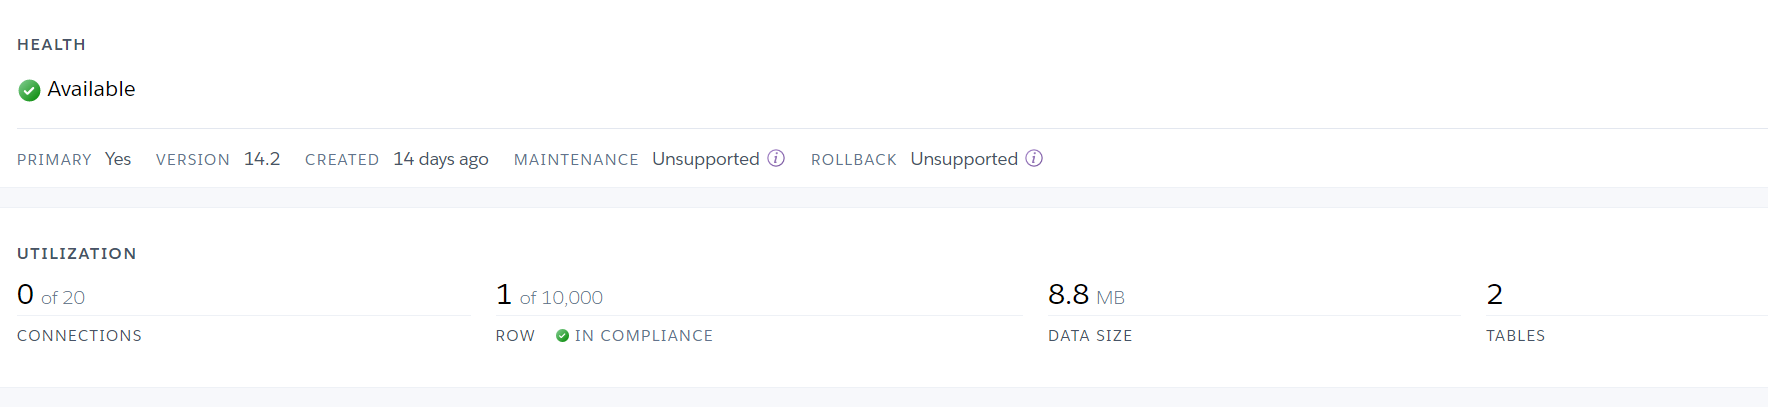 HEALTH
Available
PRIMARY Yes VERSION 14.2 CREATED 14 days ago MAINTENANCE Unsupported ROLLBACK Unsupported
UTILIZATION
0 of 20 1 of 10,000 8.8 MB 2
CONNECTIONS ROW IN COMPLIANCE DATA SIZE TABLES